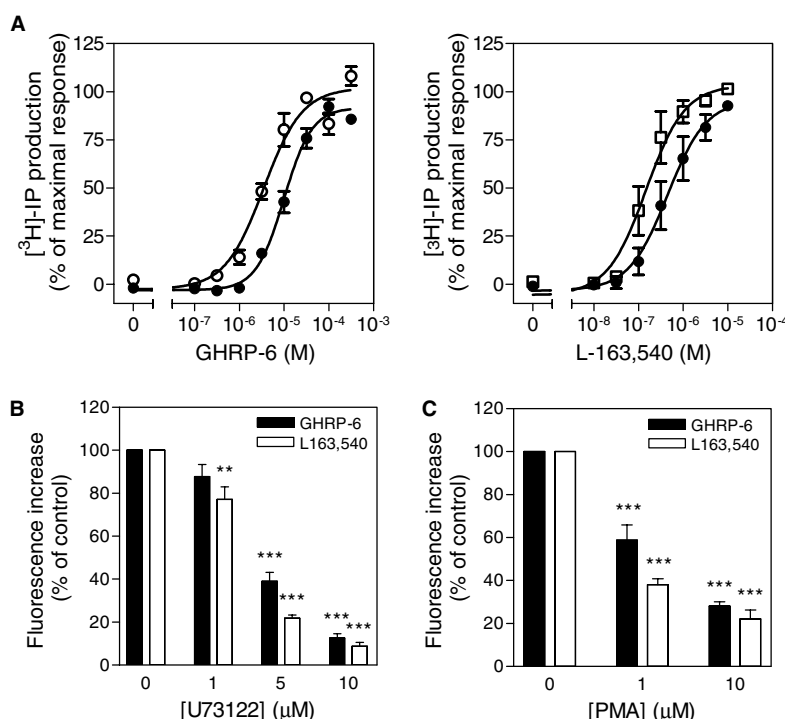 A
[³H]-IP production
(% of maximal response)
125
100
75
50
25
0
0 10⁻⁷ 10⁻⁶ 10⁻⁵ 10⁻⁴ 10⁻³
GHRP-6 (M)
[3H]-IP production
(% of maximal response)
125
100
75
50
25
0
0 10⁻⁸ 10⁻⁷ 10⁻⁶ 10⁻⁵ 10⁻⁴
L-163,540 (M)
B
Fluorescence increase
(% of control)
120
100
80
60
40
20
0
GHRP-6
L163,540
**
***
***
***
***
0 1 5 10
[U73122] (μM)
C
Fluorescence increase
(% of control)
120
100
80
60
40
20
0
GHRP-6
L163,540
***
***
***
***
0 1 10
[PMA] (μM)